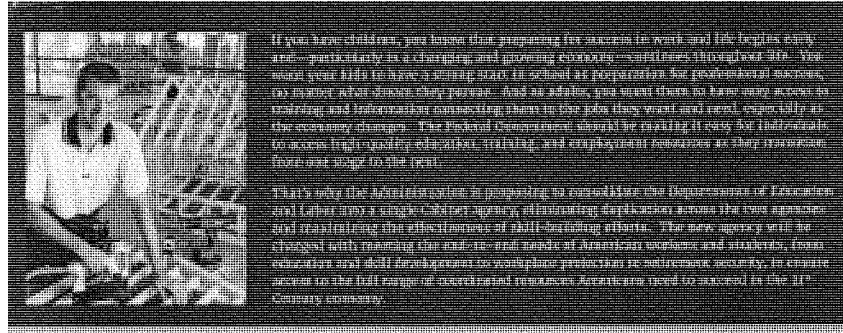 If you have children, you know that preparing for success in work and life begins early
and—particularly in a changing and growing economy—continues throughout life. You
want your kids to have a strong start in school as preparation for professional success,
no matter what dream they pursue. And as adults, you want them to have easy access to
training and information connecting them to the jobs they want and need, especially as
the economy changes. The Federal Government should be making it easy for individuals
to access high-quality education, training, and employment resources as they transition
from one stage to the next.
That's why the Administration is proposing to consolidate the Departments of Education
and Labor into a single Cabinet agency, eliminating duplication across the two agencies
and maximizing the effectiveness of skill-building efforts. The new agency will be
charged with meeting the end-to-end needs of American workers and students, from
education and skill development to workplace protection to retirement security, to ensure
access to the full range of coordinated resources Americans need to succeed in the 21st
Century economy.